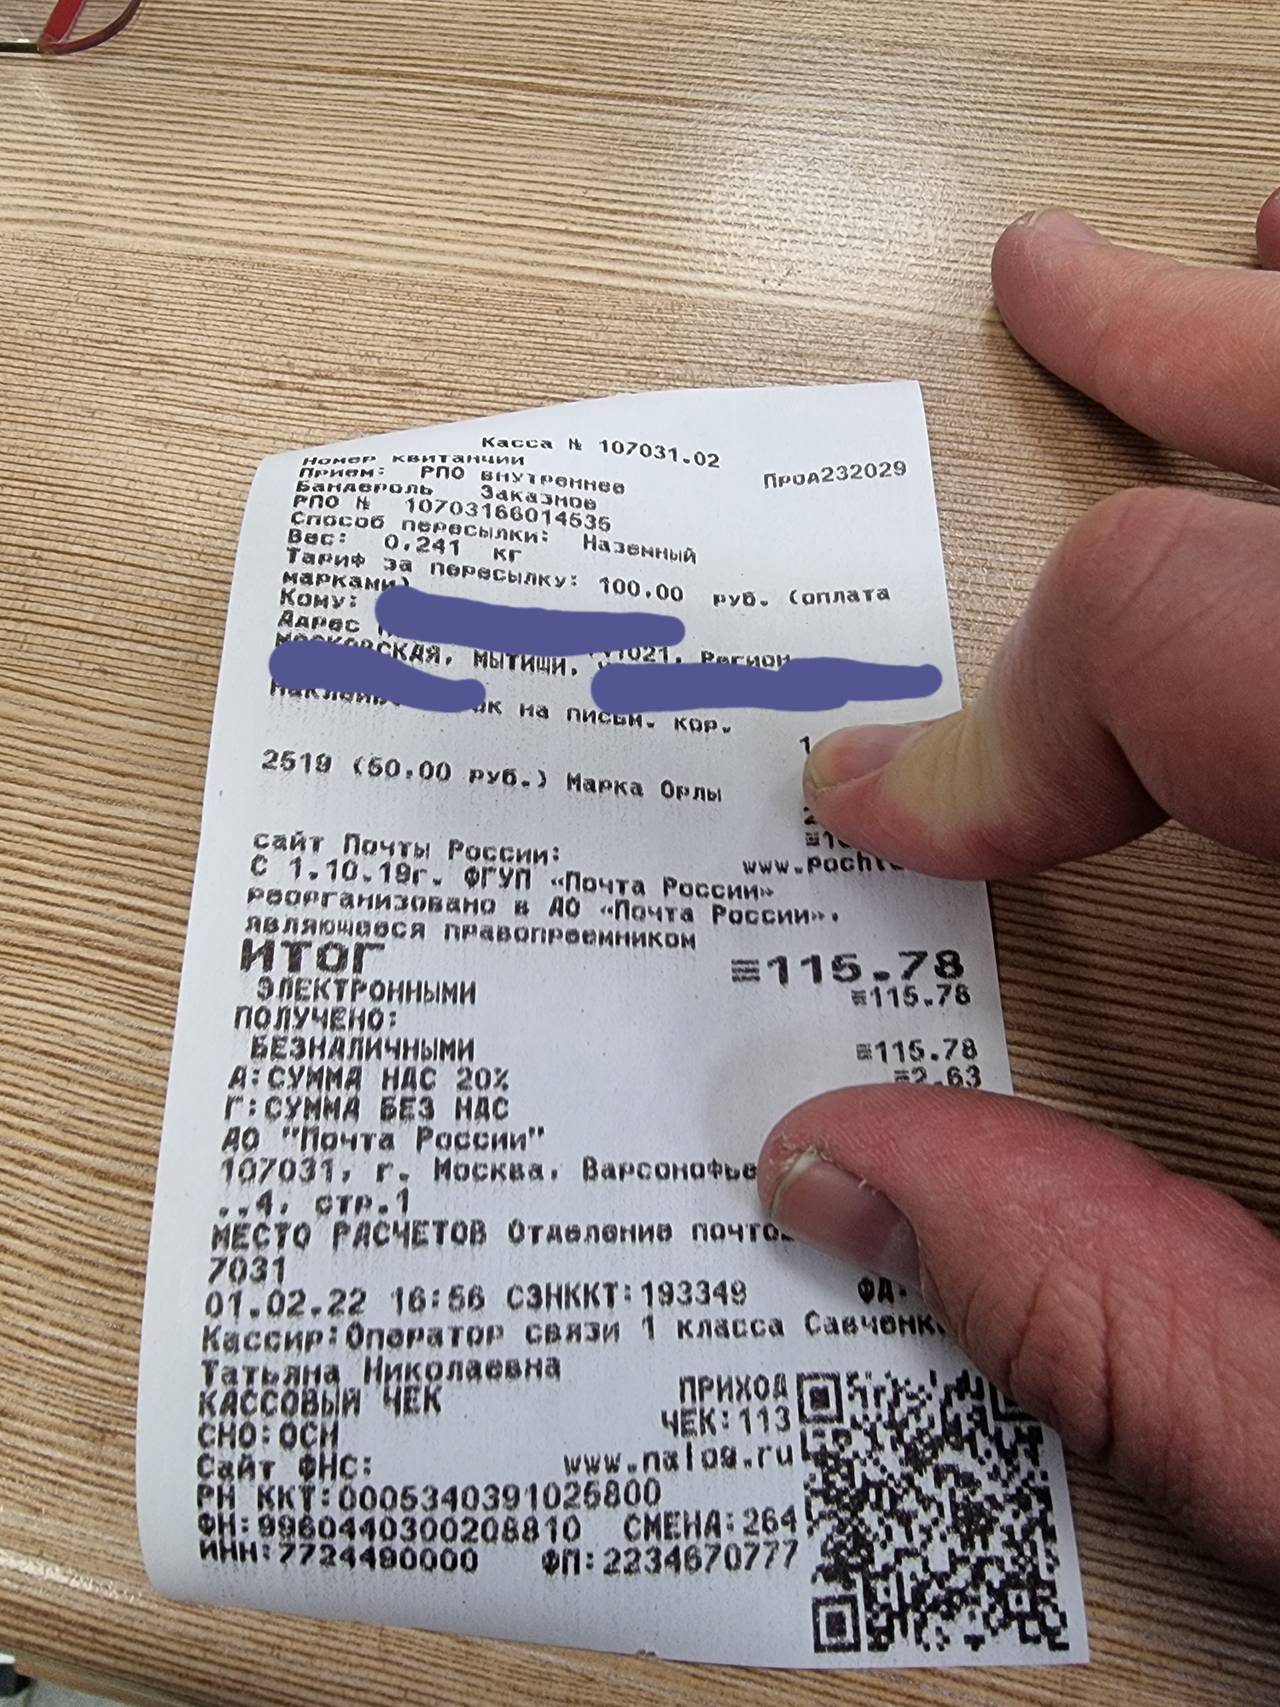 Касса № 107031.02
Номер квитанции ПроА232029
Прием: РПО внутреннее
Бандероль Заказное
РПО № 10703166014535
Способ пересылки: Наземный
Вес: 0,241 кг
Тариф за пересылку: 100.00 руб. (оплата
марками)
Кому:
Адрес
МОСКОВСКАЯ, МЫТИЩИ, Регион
на письм. кор.
1
2519 (50.00 руб.) Марка Орлы
сайт Почты России:
www.pocht
С 1.10.19г. ФГУП «Почта России»
реорганизовано в АО «Почта России»,
являющееся правопреемником
ИТОГ ≡115.78
ЭЛЕКТРОННЫМИ ≡115.78
ПОЛУЧЕНО:
БЕЗНАЛИЧНЫМИ ≡115.78
А:СУММА НДС 20% ≡2.63
Г:СУММА БЕЗ НДС
АО "Почта России"
107031, г. Москва, Варсонофье
..4, стр.1
МЕСТО РАСЧЕТОВ Отделение почто
7031
01.02.22 16:56 СЗНККТ:193349 ФД:
Кассир:Оператор связи 1 класса Савченк
Татьяна Николаевна
КАССОВЫЙ ЧЕК ПРИХОД
СНО:ОСН ЧЕК:113
Сайт ФНС: www.nalog.ru
РН ККТ:0005340391025800
ФН:9960440300208810 СМЕНА:264
ИНН:7724490000 ФП:2234670777